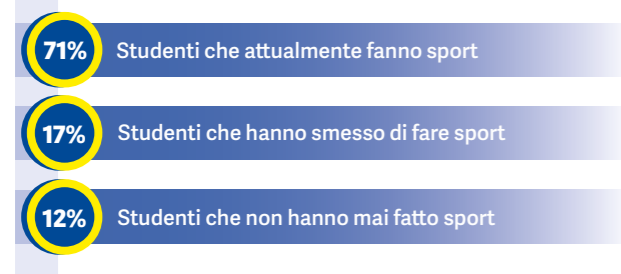 71% Studenti che attualmente fanno sport
17% Studenti che hanno smesso di fare sport
12% Studenti che non hanno mai fatto sport